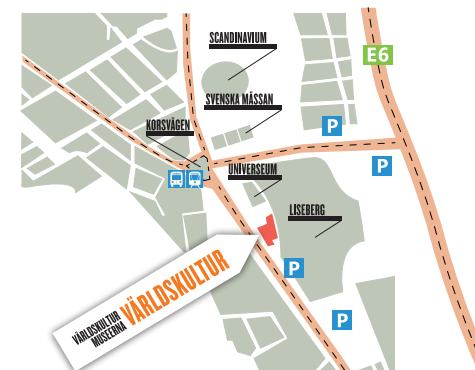 SCANDINAVIUM
E6
SVENSKA MÄSSAN
KORSVÄGEN
P
P
UNIVERSEUM
LISEBERG
VÄRLDSKULTUR
MUSEERNA
VÄRLDSKULTUR
P
P